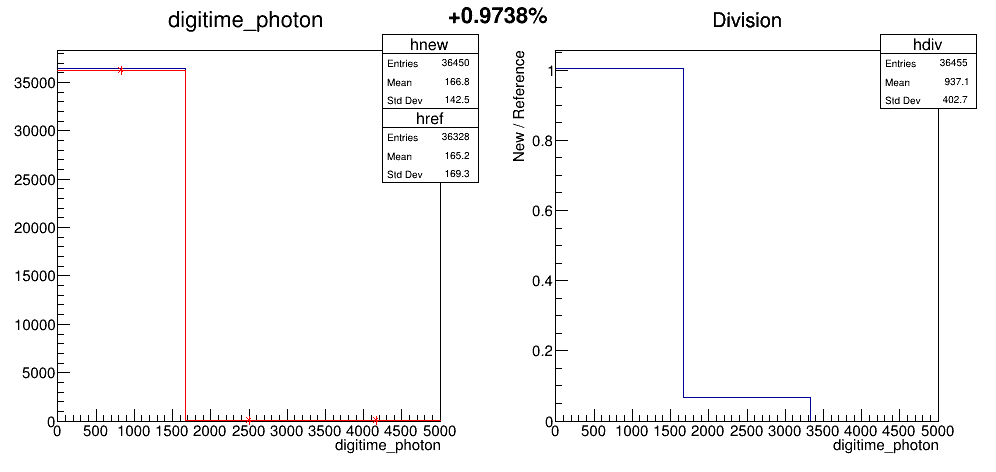 digitime_photon
+0.9738%
Division
hnew
Entries 36450
Mean 166.8
Std Dev 142.5
href
Entries 36328
Mean 165.2
Std Dev 169.3
35000
30000
25000
20000
15000
10000
5000
0
0 500 1000 1500 2000 2500 3000 3500 4000 4500 5000
digitime_photon
hdiv
Entries 36455
Mean 937.1
Std Dev 402.7
New / Reference
1
0.8
0.6
0.4
0.2
0
0 500 1000 1500 2000 2500 3000 3500 4000 4500 5000
digitime_photon